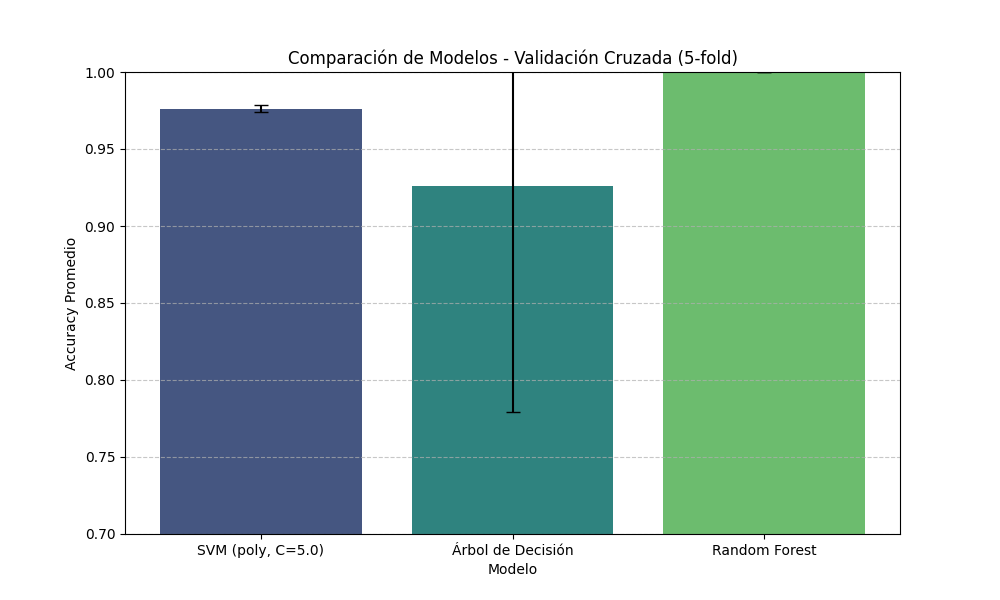 Comparación de Modelos - Validación Cruzada (5-fold)
1.00
0.95
0.90
0.85
0.80
0.75
0.70
Accuracy Promedio
SVM (poly, C=5.0)
Árbol de Decisión
Random Forest
Modelo